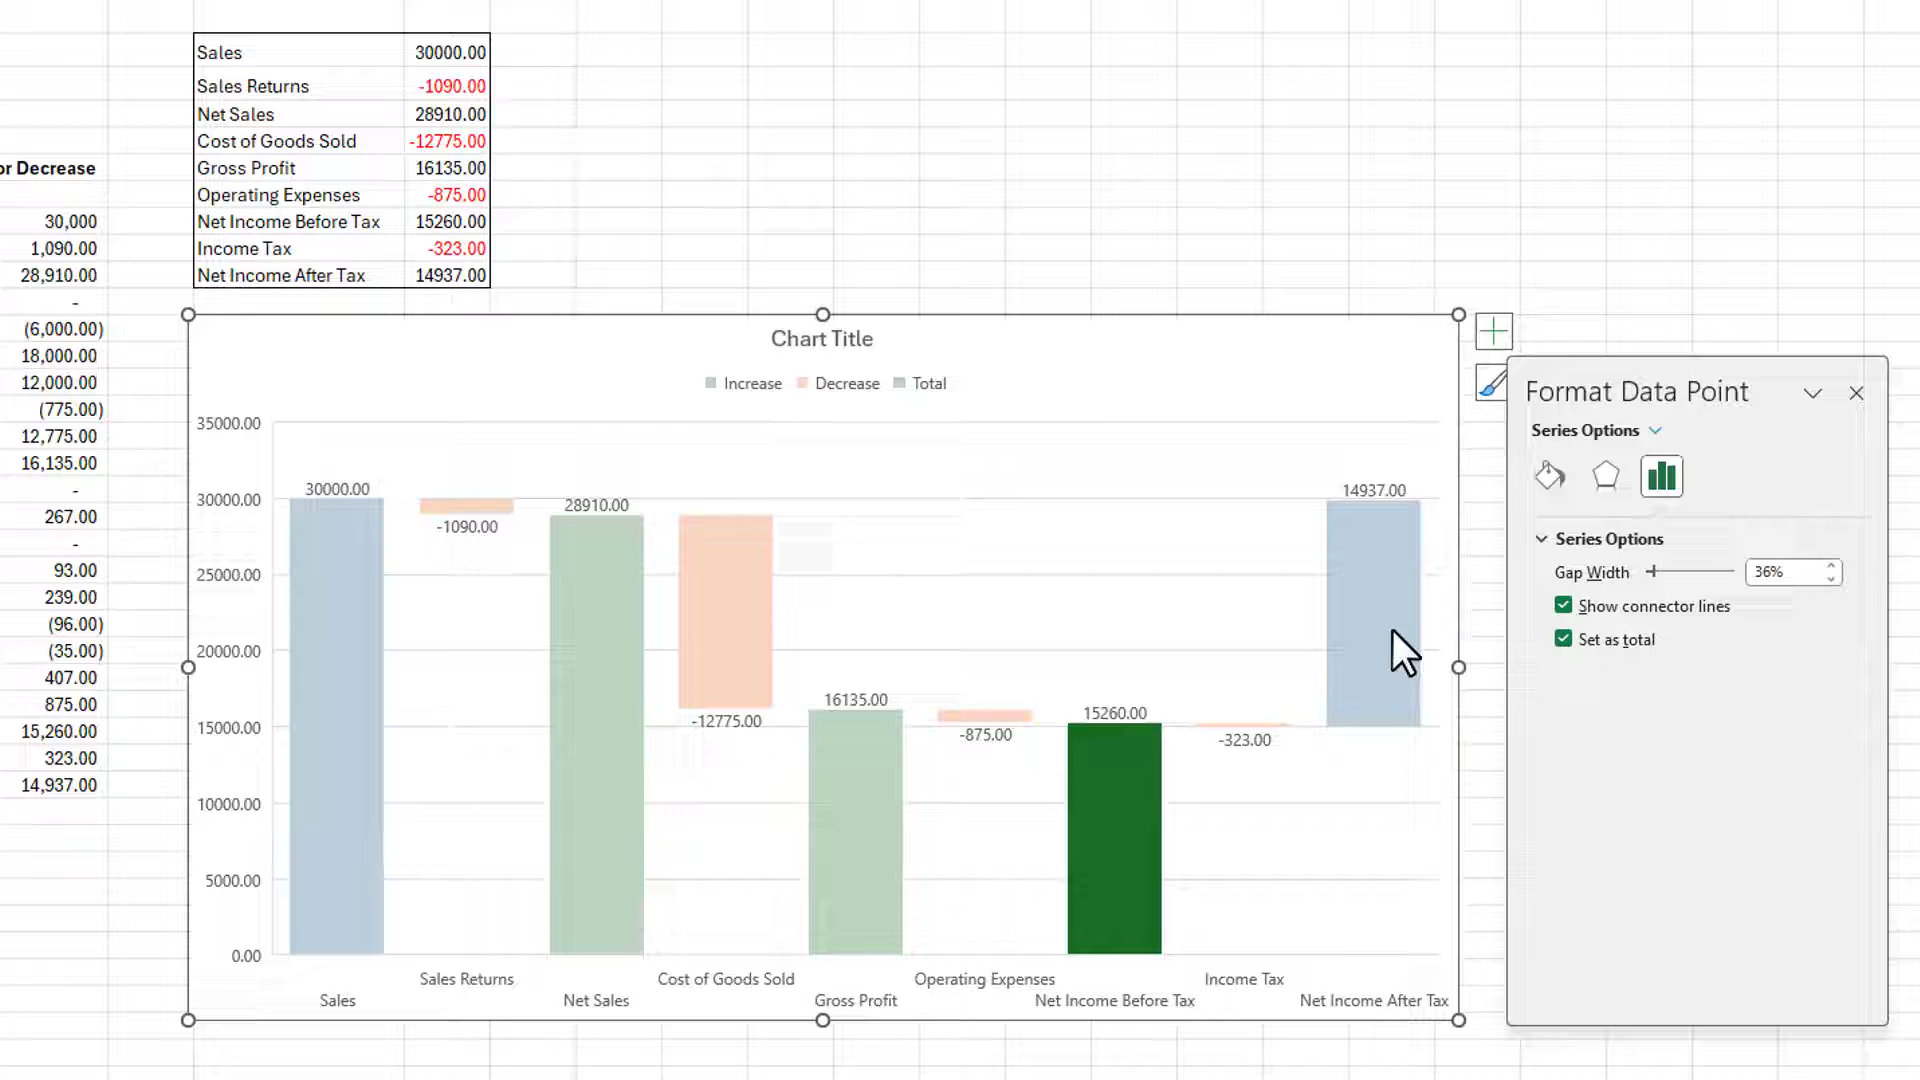 or Decrease
30,000
1,090.00
28,910.00
-
(6,000.00)
18,000.00
12,000.00
(775.00)
12,775.00
16,135.00
-
267.00
-
93.00
239.00
(96.00)
(35.00)
407.00
875.00
15,260.00
323.00
14,937.00
Sales 30000.00
Sales Returns -1090.00
Net Sales 28910.00
Cost of Goods Sold -12775.00
Gross Profit 16135.00
Operating Expenses -875.00
Net Income Before Tax 15260.00
Income Tax -323.00
Net Income After Tax 14937.00
Chart Title
Increase Decrease Total
35000.00
30000.00
25000.00
20000.00
15000.00
10000.00
5000.00
0.00
30000.00
-1090.00
28910.00
-12775.00
16135.00
-875.00
15260.00
-323.00
14937.00
Sales
Sales Returns
Net Sales
Cost of Goods Sold
Gross Profit
Operating Expenses
Net Income Before Tax
Income Tax
Net Income After Tax
Format Data Point
Series Options
Series Options
Gap Width 36%
Show connector lines
Set as total